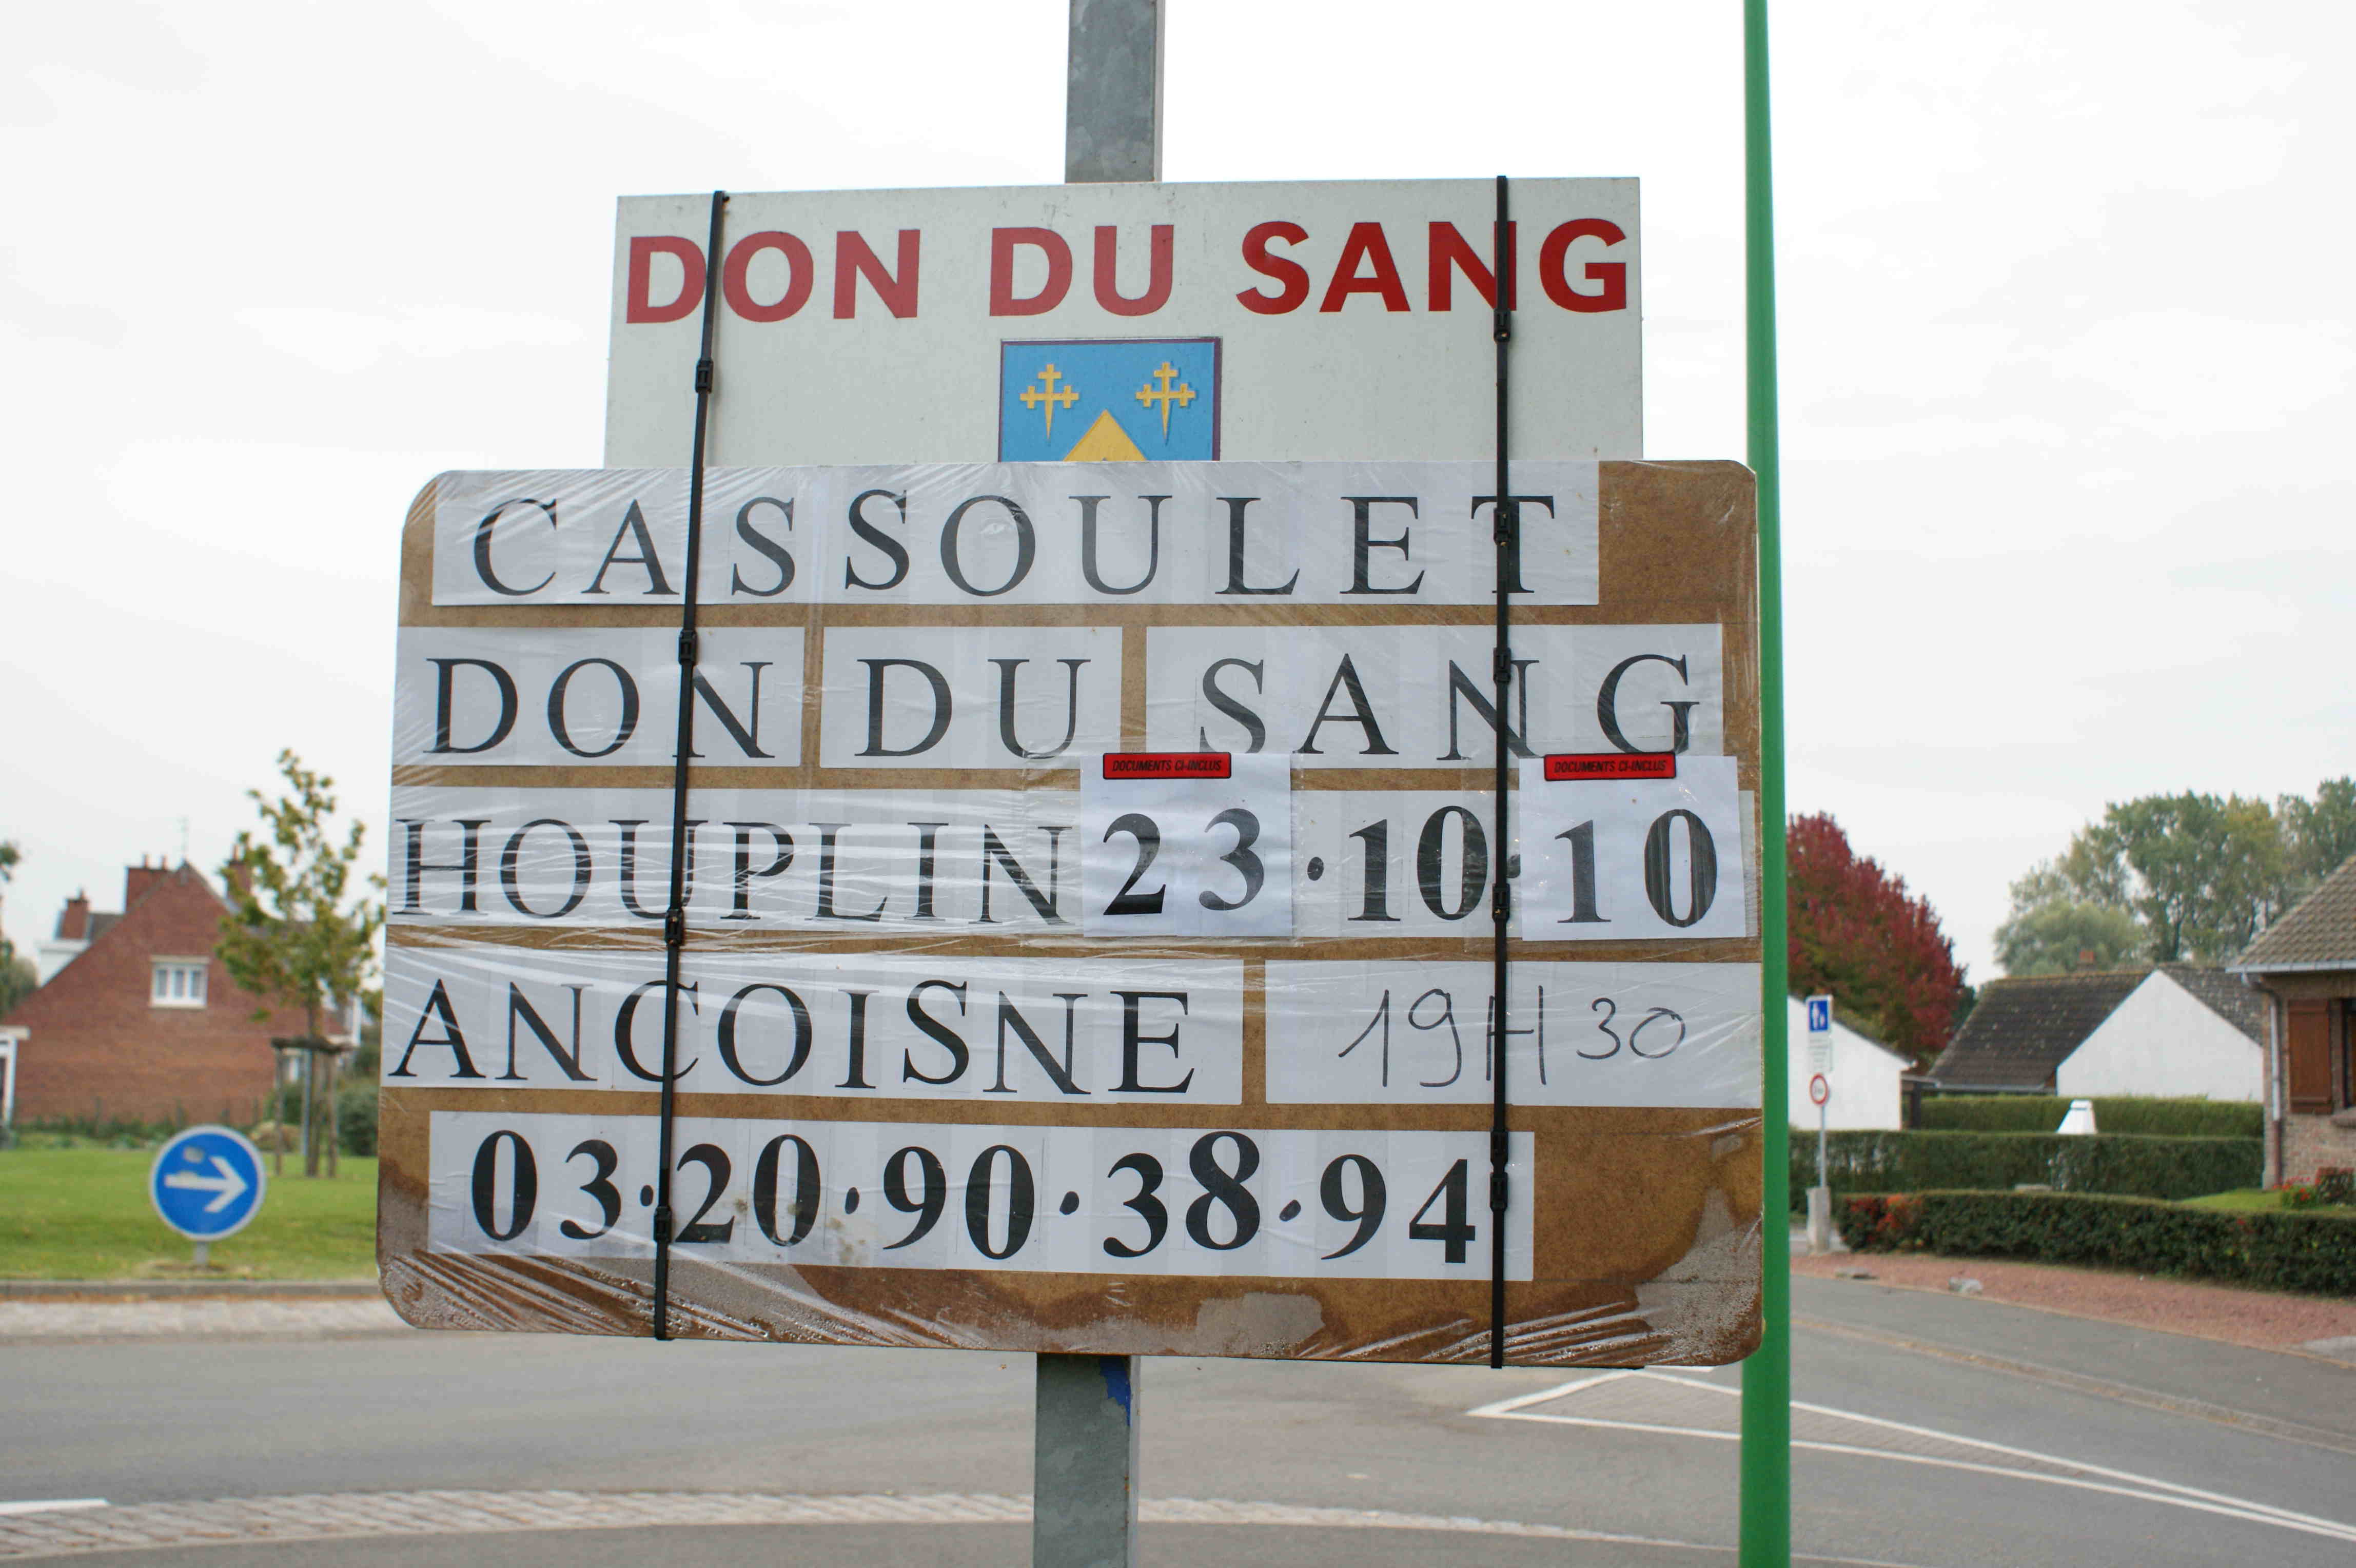 DON DU SANG
CASSOULET
DON DU SANG
DOCUMENTS CI-INCLUS DOCUMENTS CI-INCLUS
HOUPLIN 23·10·10
ANCOISNE 19H30
03·20·90·38·94